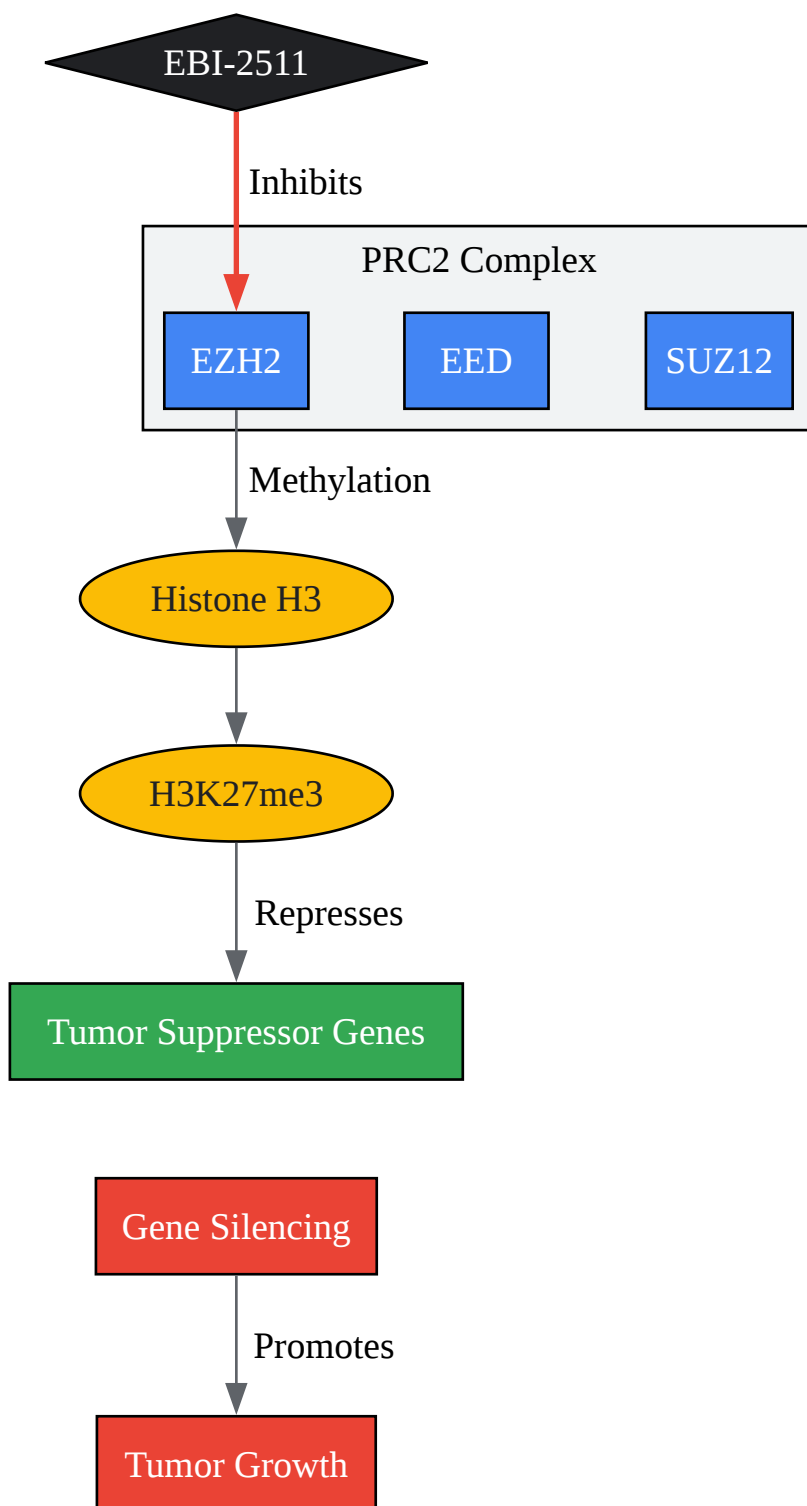 EBI-2511
Inhibits
PRC2 Complex
EZH2
EED
SUZ12
Methylation
Histone H3
H3K27me3
Represses
Tumor Suppressor Genes
Gene Silencing
Promotes
Tumor Growth